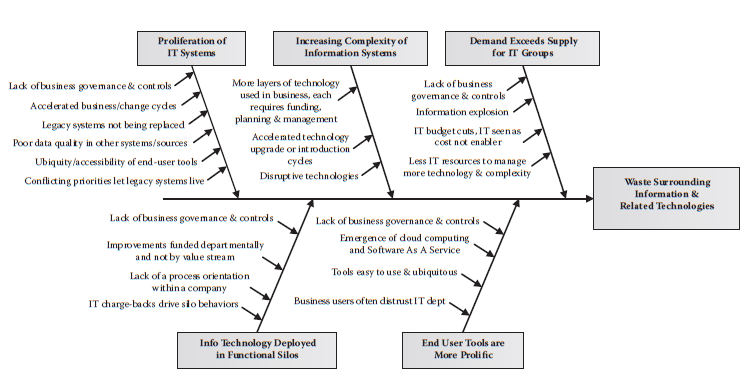 Proliferation of
IT Systems
Increasing Complexity of
Information Systems
Demand Exceeds Supply
for IT Groups
Lack of business governance & controls
Accelerated business/change cycles
Legacy systems not being replaced
Poor data quality in other systems/sources
Ubiquity/accessibility of end-user tools
Conflicting priorities let legacy systems live
More layers of technology
used in business, each
requires funding,
planning & management
Accelerated technology
upgrade or introduction
cycles
Disruptive technologies
Lack of business
governance & controls
Information explosion
IT budget cuts, IT seen as
cost not enabler
Less IT resources to manage
more technology & complexity
Waste Surrounding
Information &
Related Technologies
Lack of business governance & controls
Improvements funded departmentally
and not by value stream
Lack of a process orientation
within a company
IT charge-backs drive silo behaviors
Lack of business governance & controls
Emergence of cloud computing
and Software As A Service
Tools easy to use & ubiquitous
Business users often distrust IT dept
Info Technology Deployed
in Functional Silos
End User Tools are
More Prolific